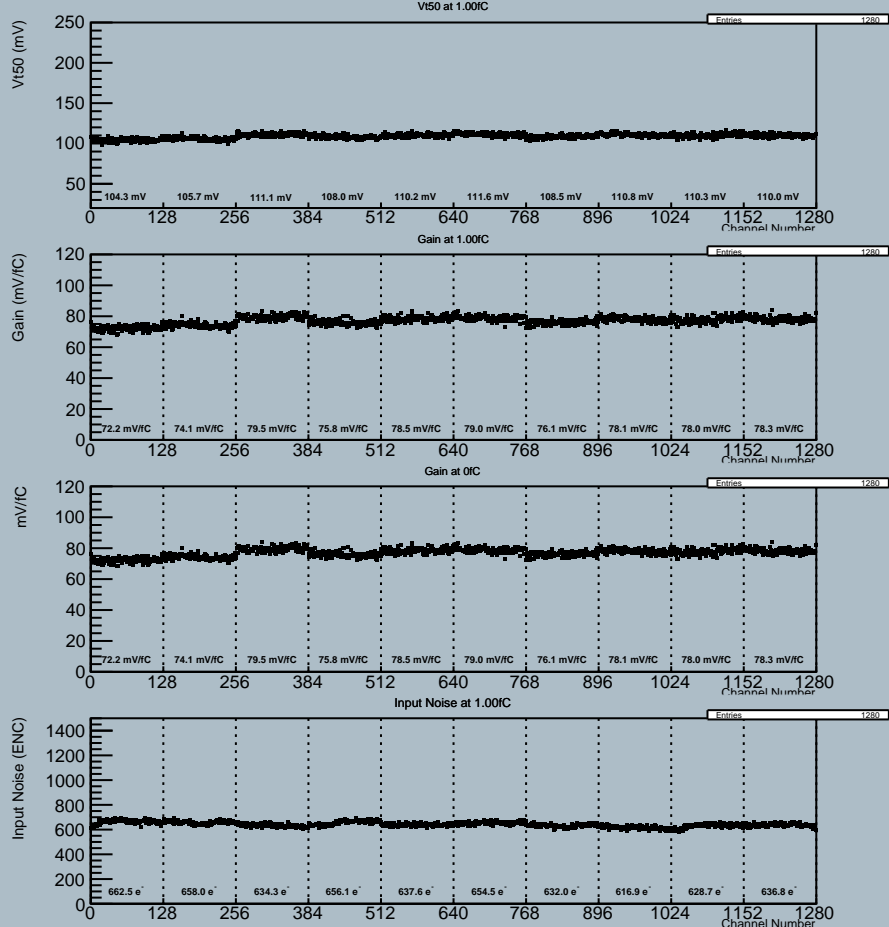 Vt50 at 1.00fC
Entries 1280
Vt50 (mV)
250
200
150
100
50
104.3 mV 105.7 mV 111.1 mV 108.0 mV 110.2 mV 111.6 mV 108.5 mV 110.8 mV 110.3 mV 110.0 mV
0 128 256 384 512 640 768 896 1024 1152 1280
Channel Number
Gain at 1.00fC
Entries 1280
Gain (mV/fC)
120
100
80
60
40
20
0
72.2 mV/fC 74.1 mV/fC 79.5 mV/fC 75.8 mV/fC 78.5 mV/fC 79.0 mV/fC 76.1 mV/fC 78.1 mV/fC 78.0 mV/fC 78.3 mV/fC
0 128 256 384 512 640 768 896 1024 1152 1280
Channel Number
Gain at 0fC
Entries 1280
mV/fC
120
100
80
60
40
20
0
72.2 mV/fC 74.1 mV/fC 79.5 mV/fC 75.8 mV/fC 78.5 mV/fC 79.0 mV/fC 76.1 mV/fC 78.1 mV/fC 78.0 mV/fC 78.3 mV/fC
0 128 256 384 512 640 768 896 1024 1152 1280
Channel Number
Input Noise at 1.00fC
Entries 1280
Input Noise (ENC)
1400
1200
1000
800
600
400
200
0
662.5 e⁻ 658.0 e⁻ 634.3 e⁻ 656.1 e⁻ 637.6 e⁻ 654.5 e⁻ 632.0 e⁻ 616.9 e⁻ 628.7 e⁻ 636.8 e⁻
0 128 256 384 512 640 768 896 1024 1152 1280
Channel Number